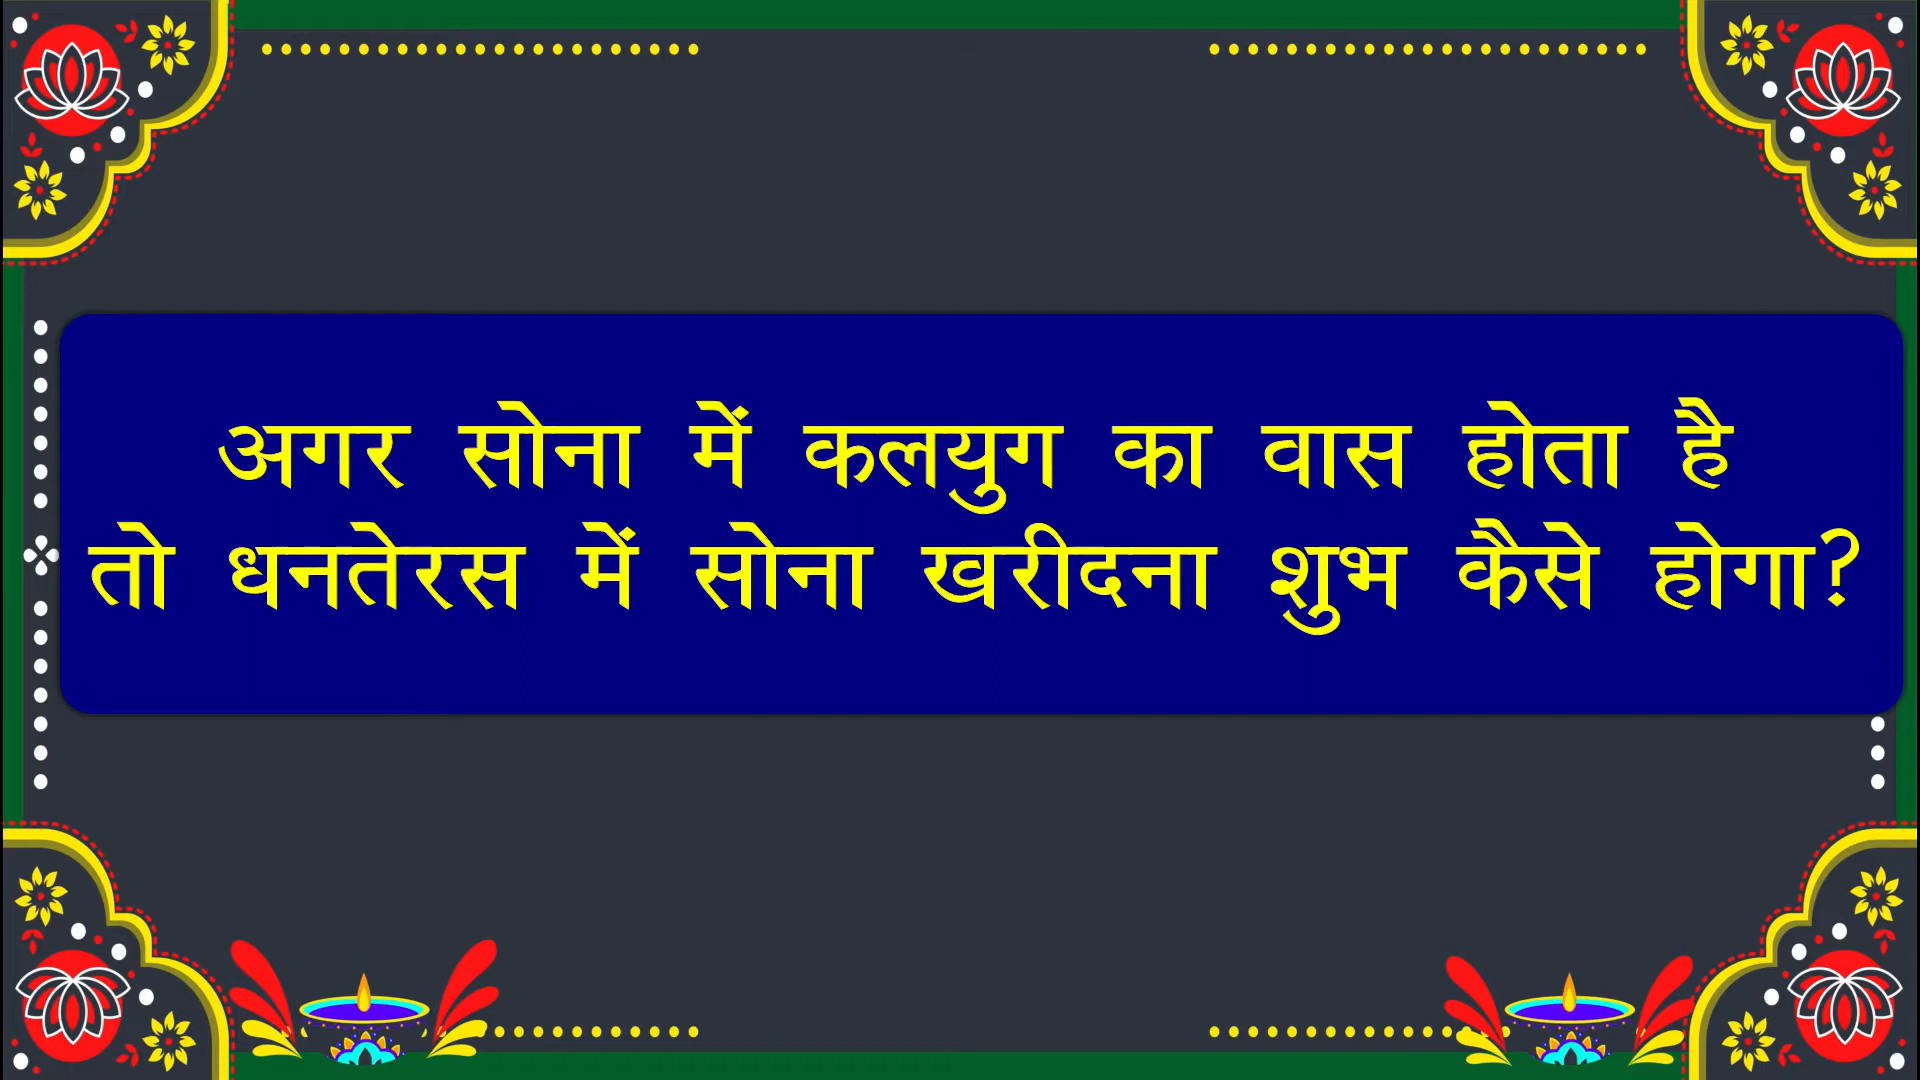 अगर सोना में कलयुग का वास होता है
तो धनतेरस में सोना खरीदना शुभ कैसे होगा?